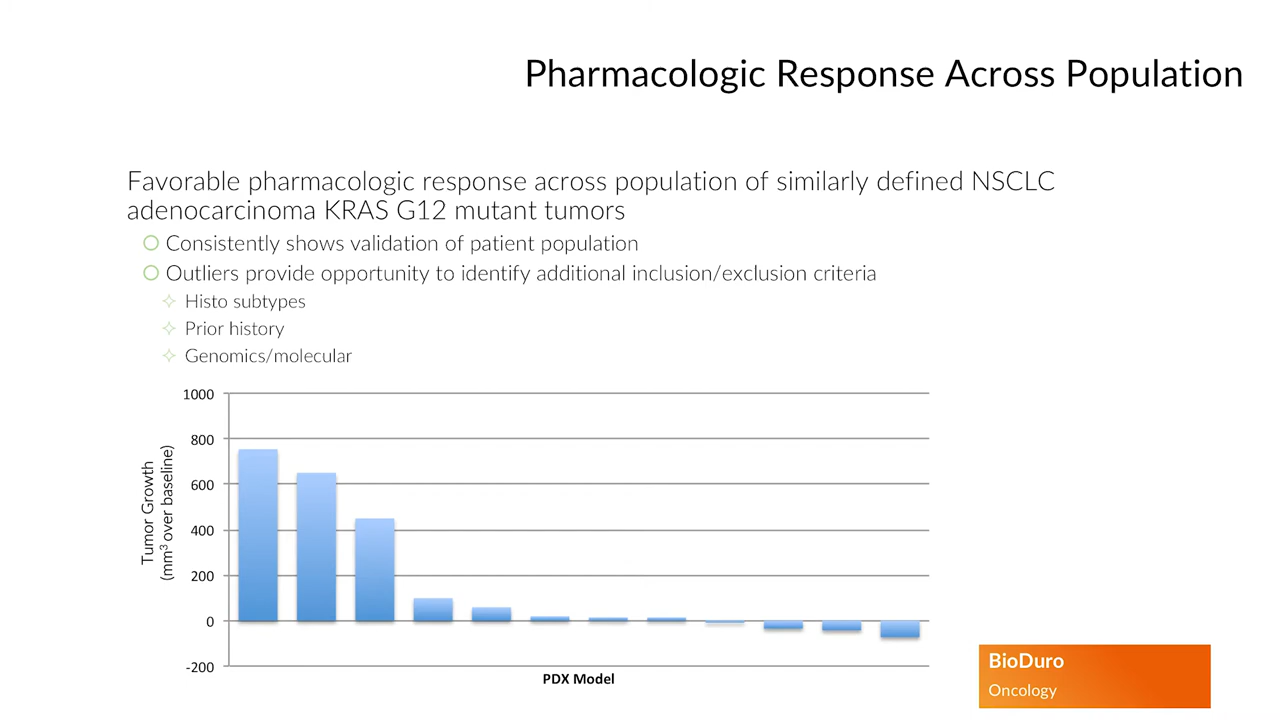 Pharmacologic Response Across Population
Favorable pharmacologic response across population of similarly defined NSCLC
adenocarcinoma KRAS G12 mutant tumors
Consistently shows validation of patient population
Outliers provide opportunity to identify additional inclusion/exclusion criteria
Histo subtypes
Prior history
Genomics/molecular
1000
800
600
400
200
0
-200
Tumor Growth
(mm³ over baseline)
PDX Model
BioDuro
Oncology